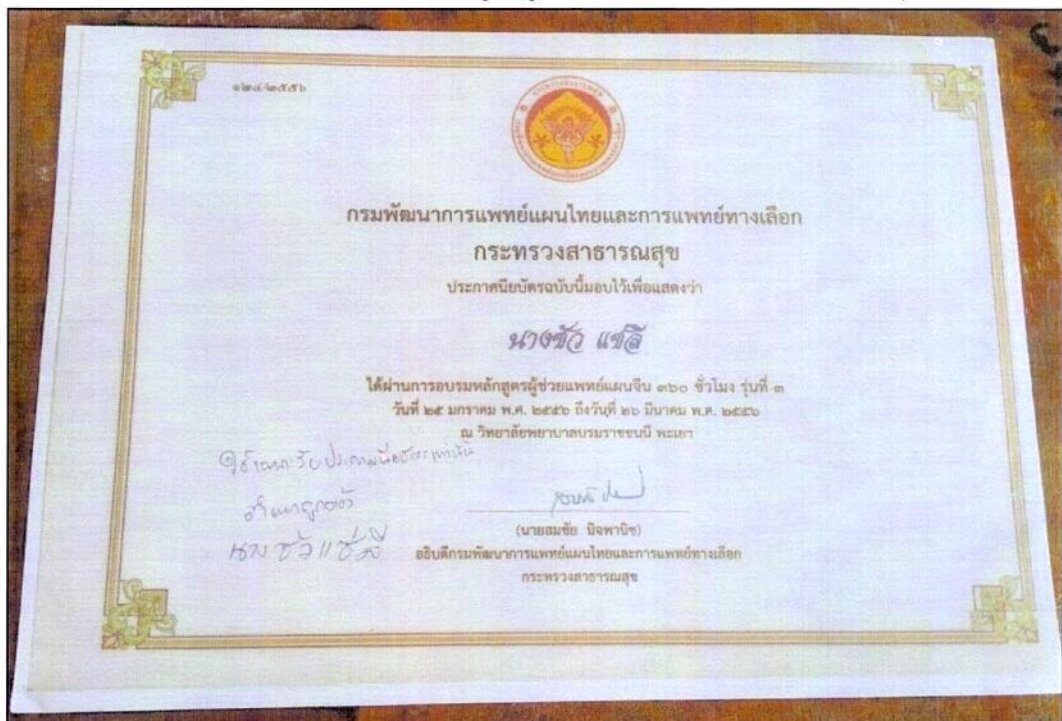 ๑๒๔/๒๕๕๖
กรมพัฒนาการแพทย์แผนไทยและการแพทย์ทางเลือก
กระทรวงสาธารณสุข
ประกาศนียบัตรฉบับนี้มอบไว้เพื่อแสดงว่า
นางซัว แซ่ลี
ได้ผ่านการอบรมหลักสูตรผู้ช่วยแพทย์แผนจีน ๓๖๐ ชั่วโมง รุ่นที่ ๓
วันที่ ๒๕ มกราคม พ.ศ. ๒๕๕๖ ถึงวันที่ ๒๖ มีนาคม พ.ศ. ๒๕๕๖
ณ วิทยาลัยพยาบาลบรมราชชนนี พะเยา
สำเนาถูกต้อง
นางซัว แซ่ลี
(นายสมชัย นิจพานิช)
อธิบดีกรมพัฒนาการแพทย์แผนไทยและการแพทย์ทางเลือก
กระทรวงสาธารณสุข